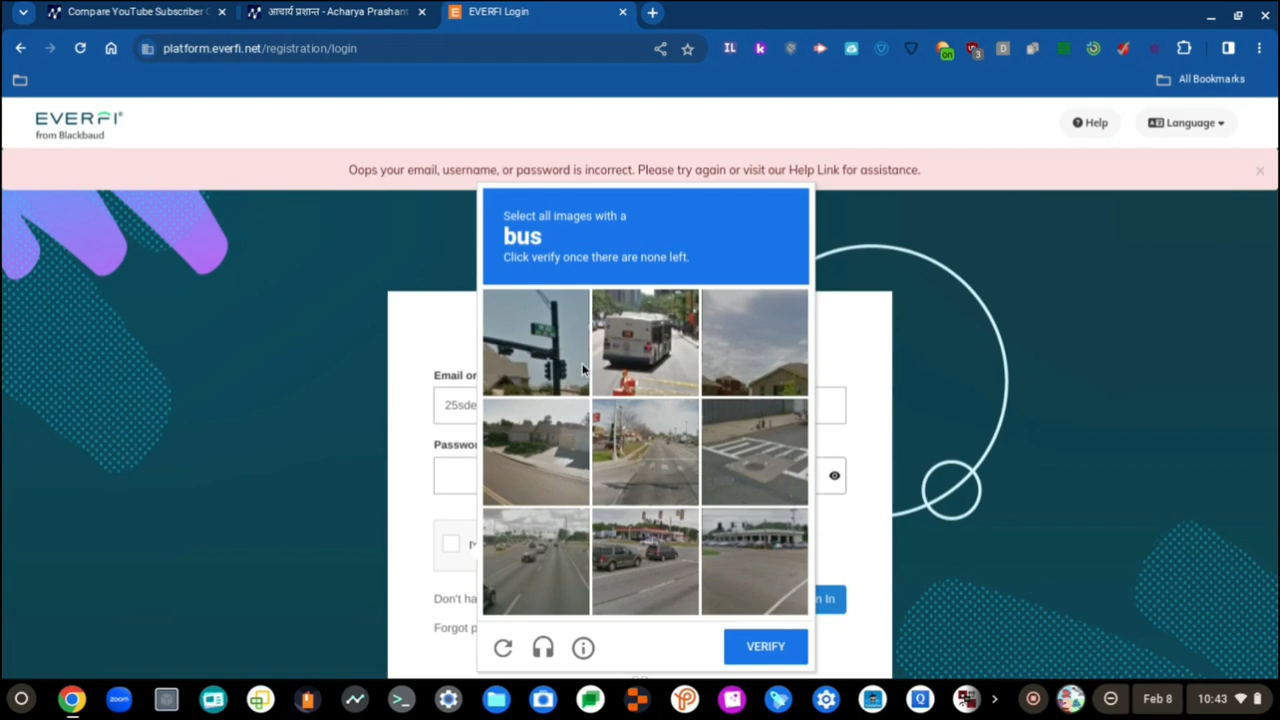 Compare YouTube Subscriber C
आचार्य प्रशान्त - Acharya Prashant
EVERFI Login
platform.everfi.net/registration/login
All Bookmarks
EVERFI
from Blackbaud
Help
Language
Oops your email, username, or password is incorrect. Please try again or visit our Help Link for assistance.
Select all images with a
bus
Click verify once there are none left.
Email or
25sde
Passwo
Don't ha
n In
Forgot p
VERIFY
zoom
Feb 8
10:43